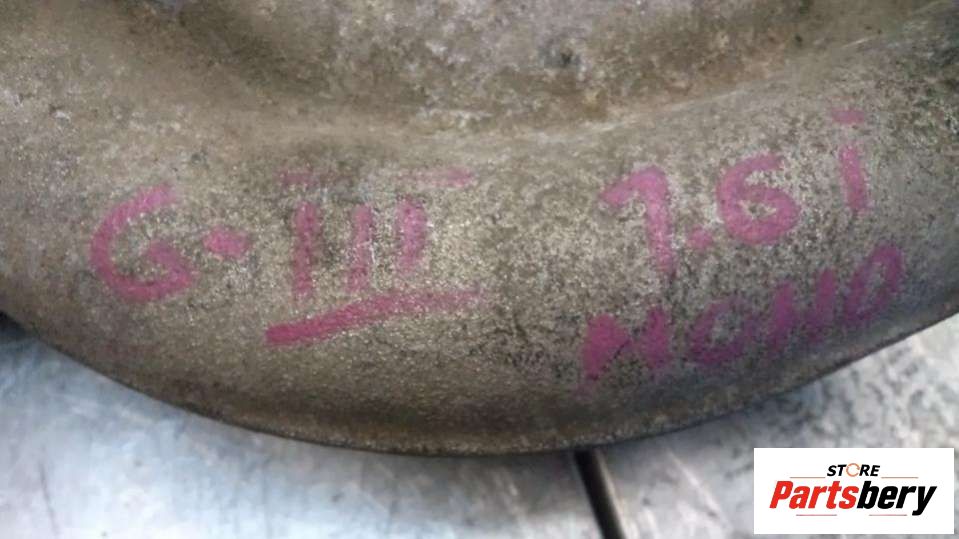 G-III 1.6i
MONO
STORE
Partsbery